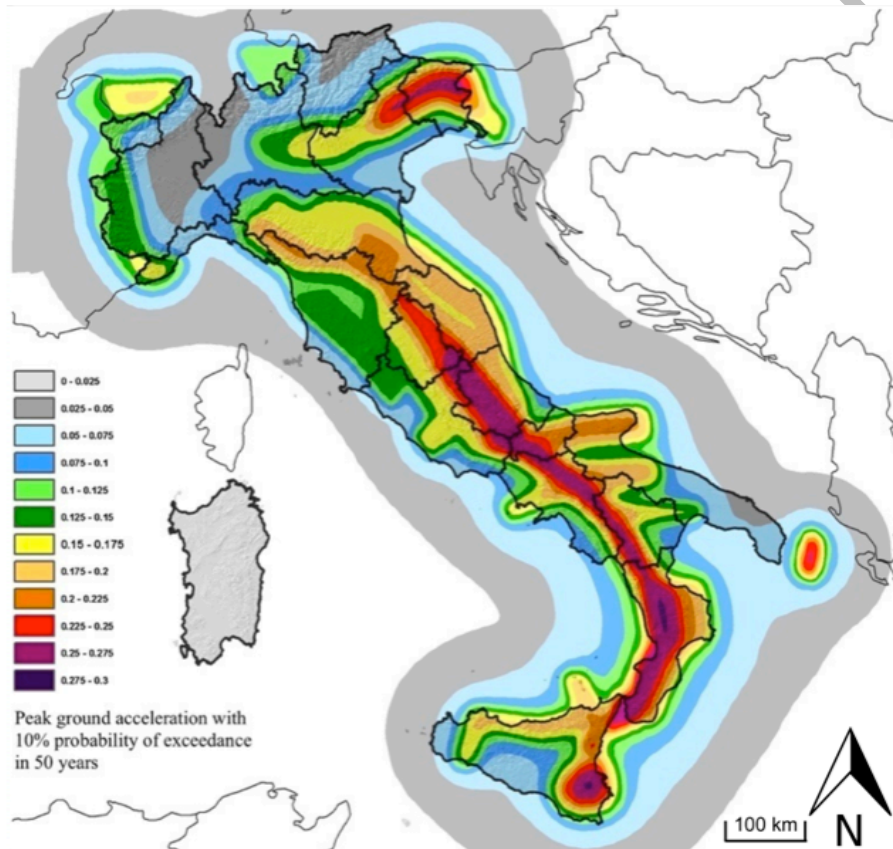 0 - 0.025
0.025 - 0.05
0.05 - 0.075
0.075 - 0.1
0.1 - 0.125
0.125 - 0.15
0.15 - 0.175
0.175 - 0.2
0.2 - 0.225
0.225 - 0.25
0.25 - 0.275
0.275 - 0.3
Peak ground acceleration with
10% probability of exceedance
in 50 years
100 km
N